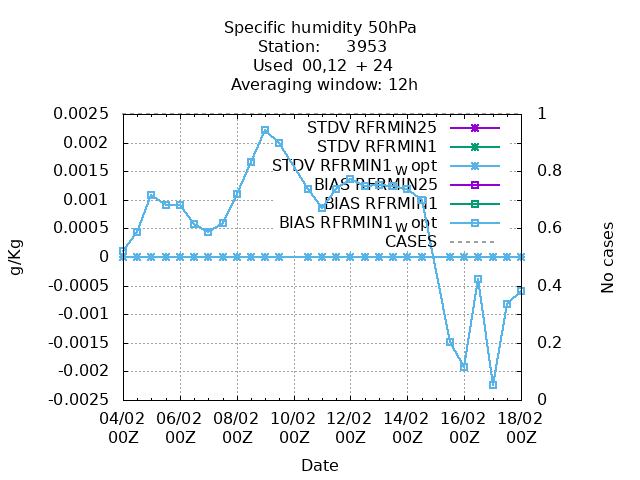 Specific humidity 50hPa
Station: 3953
Used 00,12 + 24
Averaging window: 12h
0.0025
0.002
0.0015
0.001
0.0005
0
-0.0005
-0.001
-0.0015
-0.002
-0.0025
g/Kg
STDV RFRMIN25
STDV RFRMIN1
STDV RFRMIN1_w opt
BIAS RFRMIN25
BIAS RFRMIN1
BIAS RFRMIN1_w opt
CASES
1
0.8
0.6
0.4
0.2
0
No cases
04/02 06/02 08/02 10/02 12/02 14/02 16/02 18/02
00Z 00Z 00Z 00Z 00Z 00Z 00Z 00Z
Date